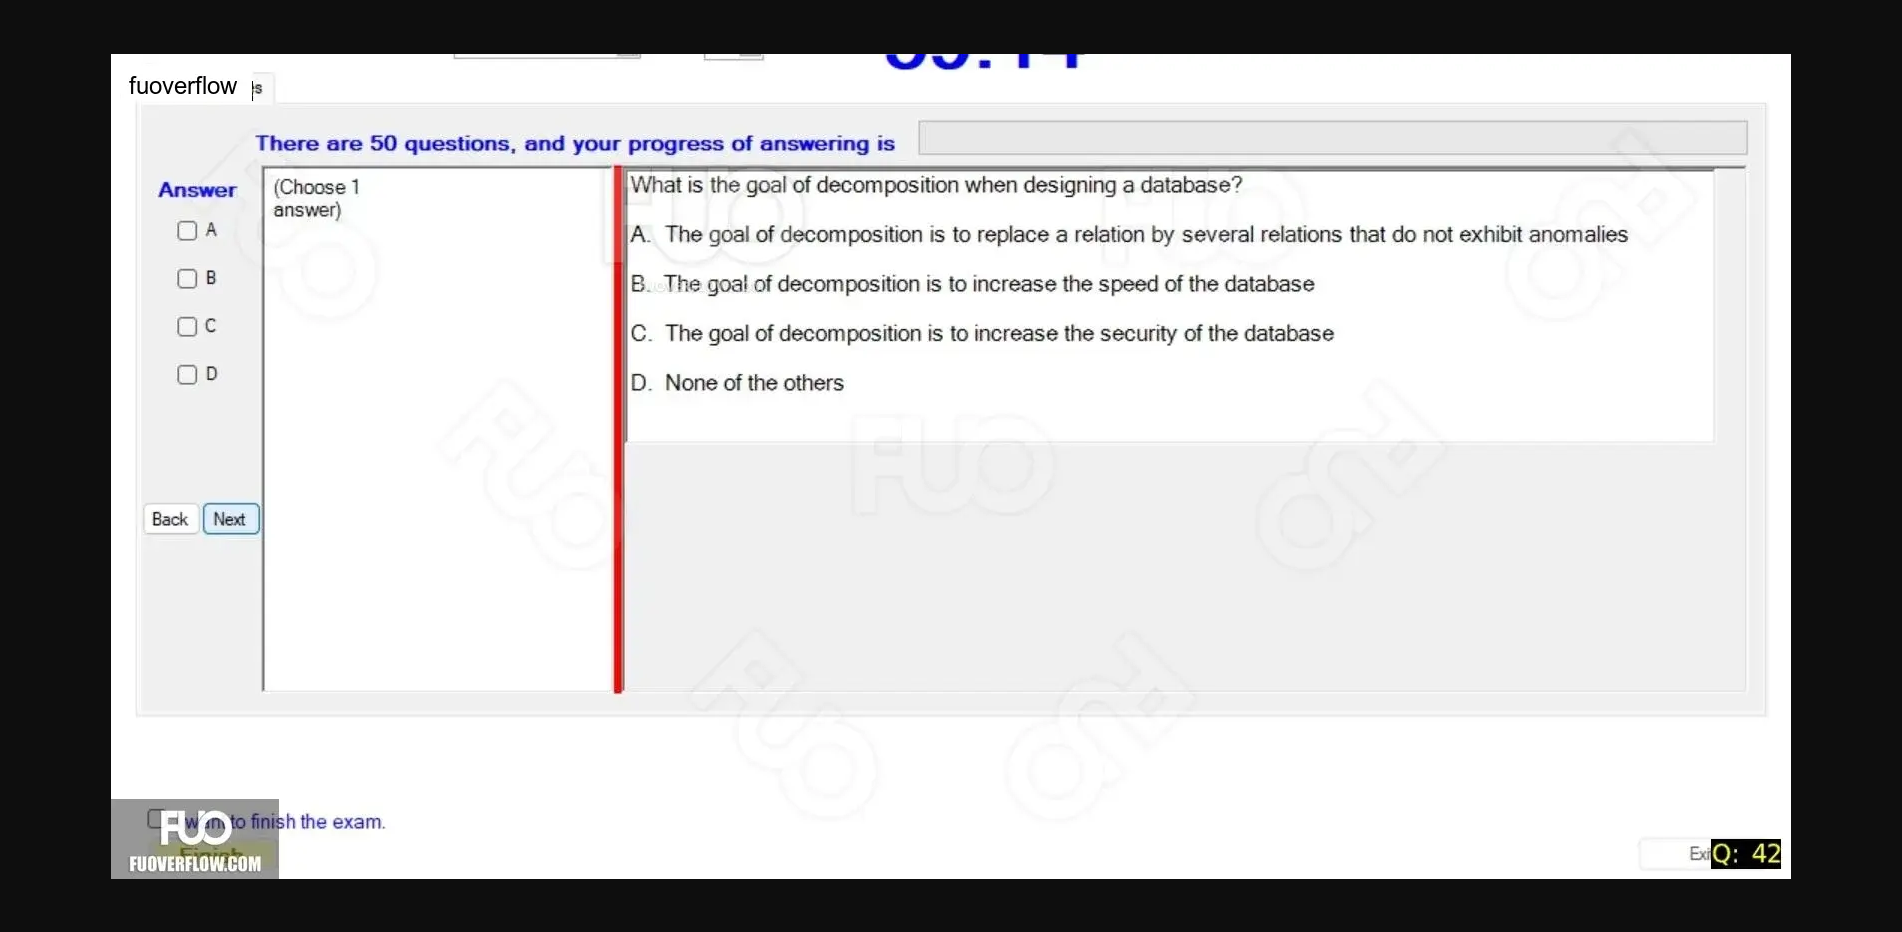 fuoverflow
There are 50 questions, and your progress of answering is
Answer
(Choose 1
answer)
A
B
C
D
What is the goal of decomposition when designing a database?
A. The goal of decomposition is to replace a relation by several relations that do not exhibit anomalies
B. The goal of decomposition is to increase the speed of the database
C. The goal of decomposition is to increase the security of the database
D. None of the others
Back
Next
FUO
want to finish the exam.
Finish
FUOVERFLOW.COM
Q: 42